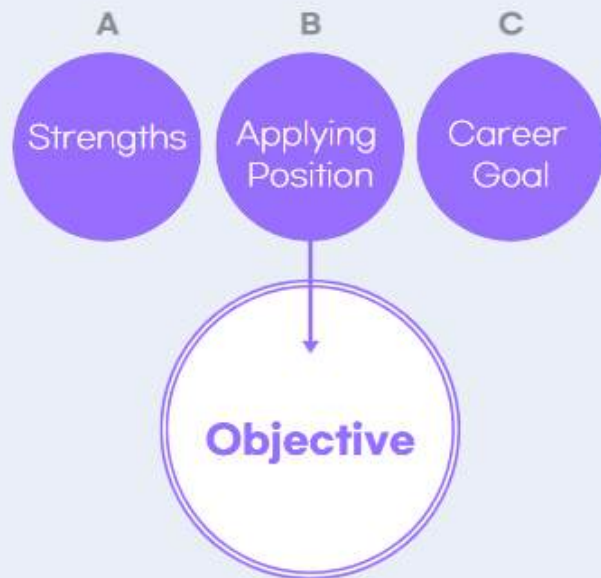 A B C
Strengths
Applying
Position
Career
Goal
Objective